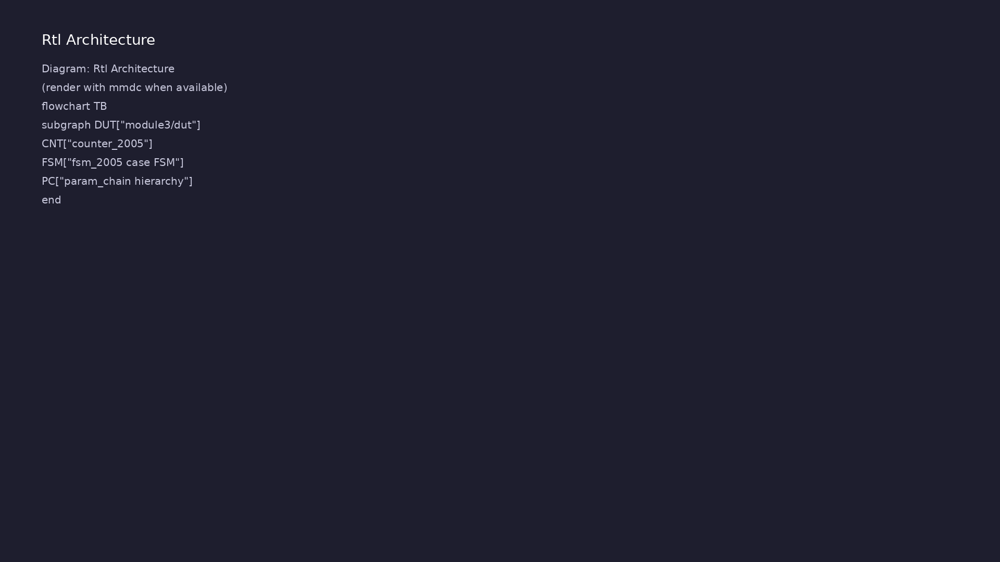 Rtl Architecture
Diagram: Rtl Architecture
(render with mmdc when available)
flowchart TB
subgraph DUT["module3/dut"]
CNT["counter_2005"]
FSM["fsm_2005 case FSM"]
PC["param_chain hierarchy"]
end